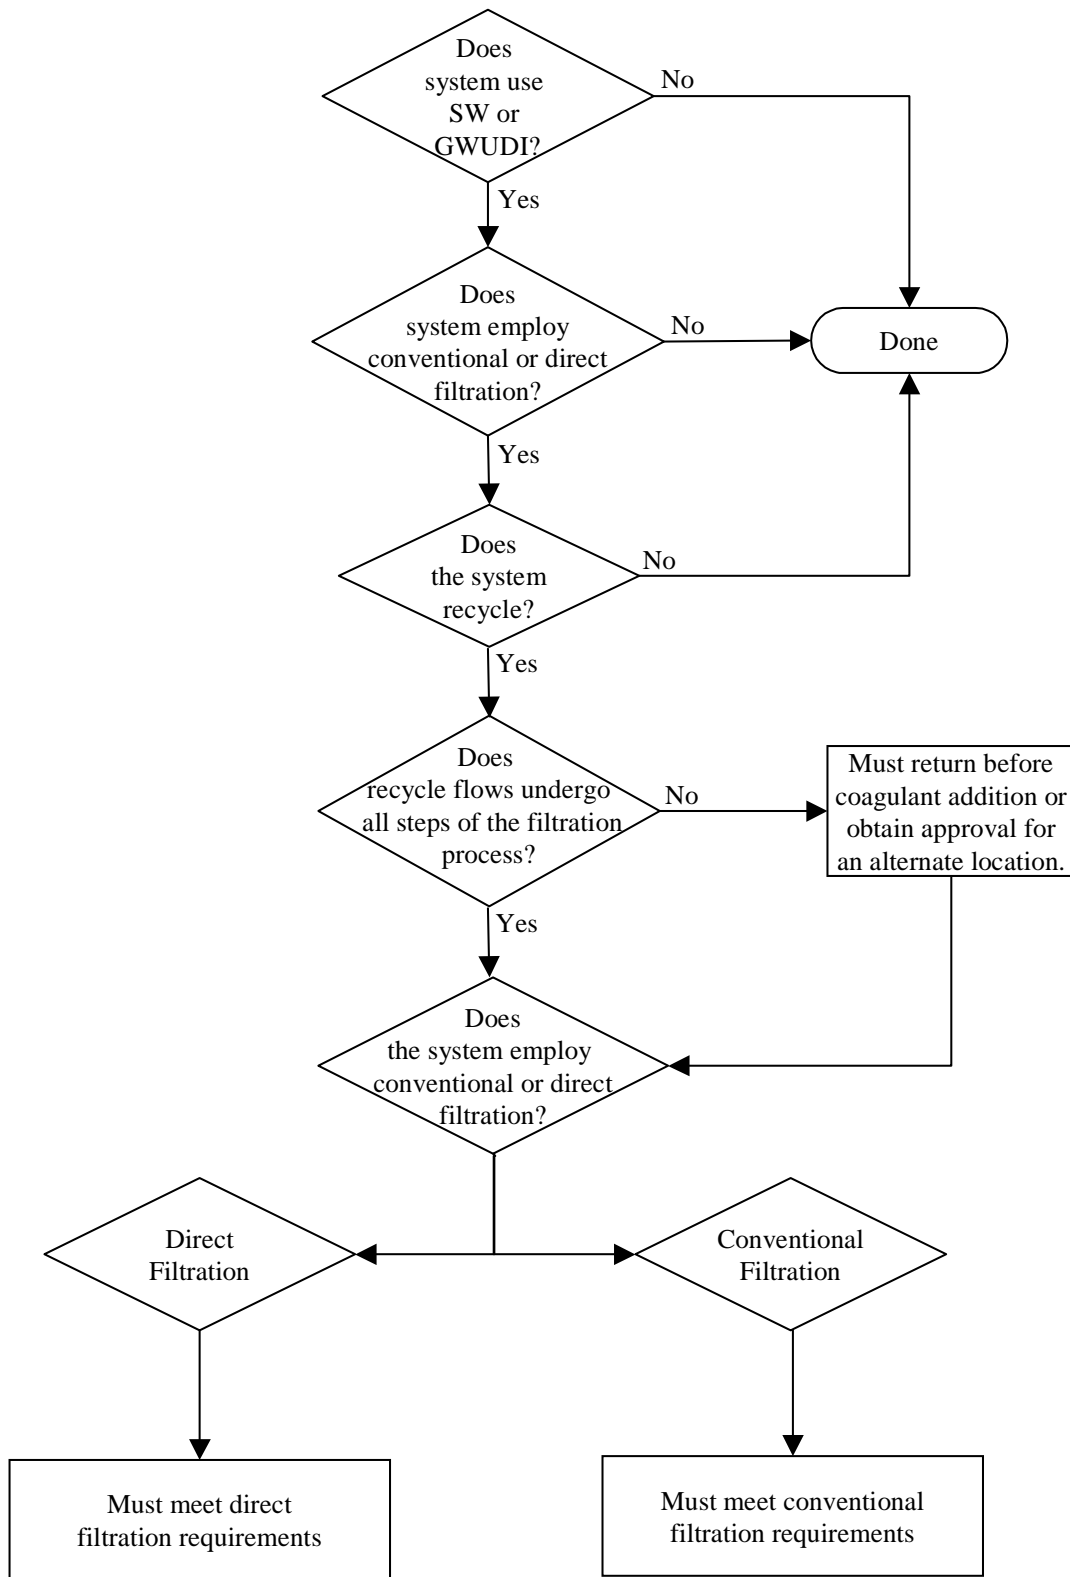 Does
system use
SW or
GWUDI?
No
Yes
Does
system employ
conventional or direct
filtration?
No
Done
Yes
Does
the system
recycle?
No
Yes
Does
recycle flows undergo
all steps of the filtration
process?
No
Must return before
coagulant addition or
obtain approval for
an alternate location.
Yes
Does
the system employ
conventional or direct
filtration?
Direct
Filtration
Conventional
Filtration
Must meet direct
filtration requirements
Must meet conventional
filtration requirements